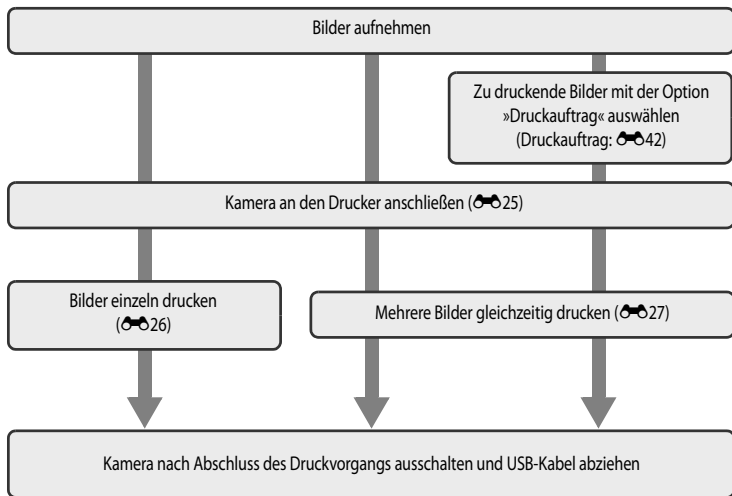 Bilder aufnehmen
Zu druckende Bilder mit der Option
»Druckauftrag« auswählen
(Druckauftrag: 42)
Kamera an den Drucker anschließen (25)
Bilder einzeln drucken
(26)
Mehrere Bilder gleichzeitig drucken (27)
Kamera nach Abschluss des Druckvorgangs ausschalten und USB-Kabel abziehen